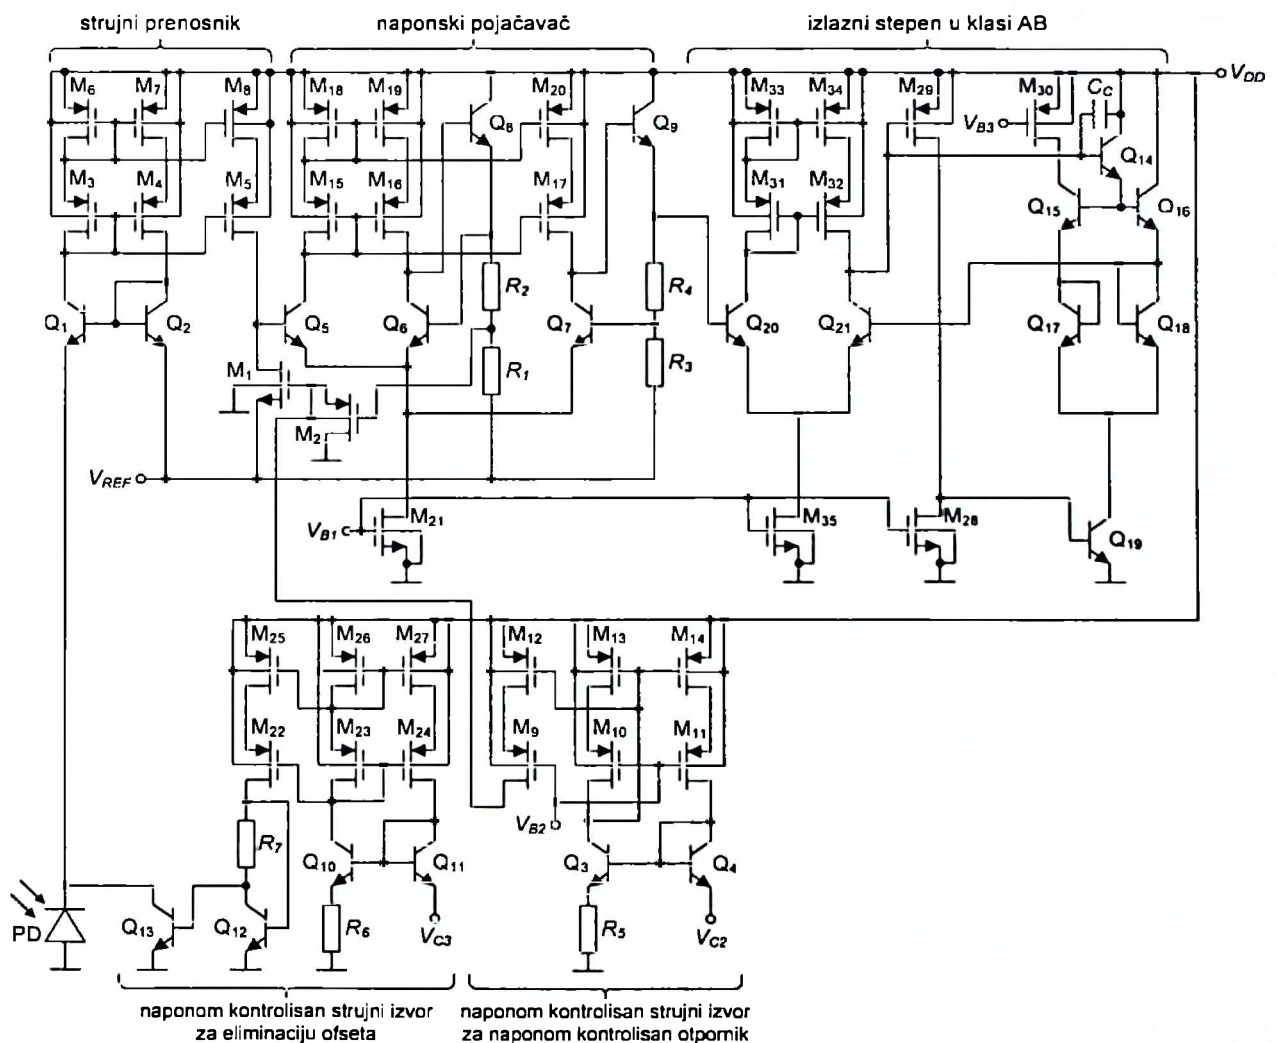 strujni prenosnik
naponski pojačavač
izlazni stepen u klasi AB
M6 M7 M8 M18 M19 M20 M33 M34 M29 M30 CC VDD
Q8 Q9 VB3 Q14
M3 M4 M5 M15 M16 M17 M31 M32 Q15 Q16
R2 R4
Q1 Q2 Q5 Q6 Q7 Q20 Q21 Q17 Q18
M1 R1 R3
M2
VREF
VB1 M21 M35 M28 Q19
M25 M26 M27 M12 M13 M14
M22 M23 M24 M9 M10 M11
VB2
R7 Q10 Q11 Q3 Q4
PD Q13 Q12 R6 VC3 R5 VC2
naponom kontrolisan strujni izvor
za eliminaciju ofseta
naponom kontrolisan strujni izvor
za naponom kontrolisan otpornik